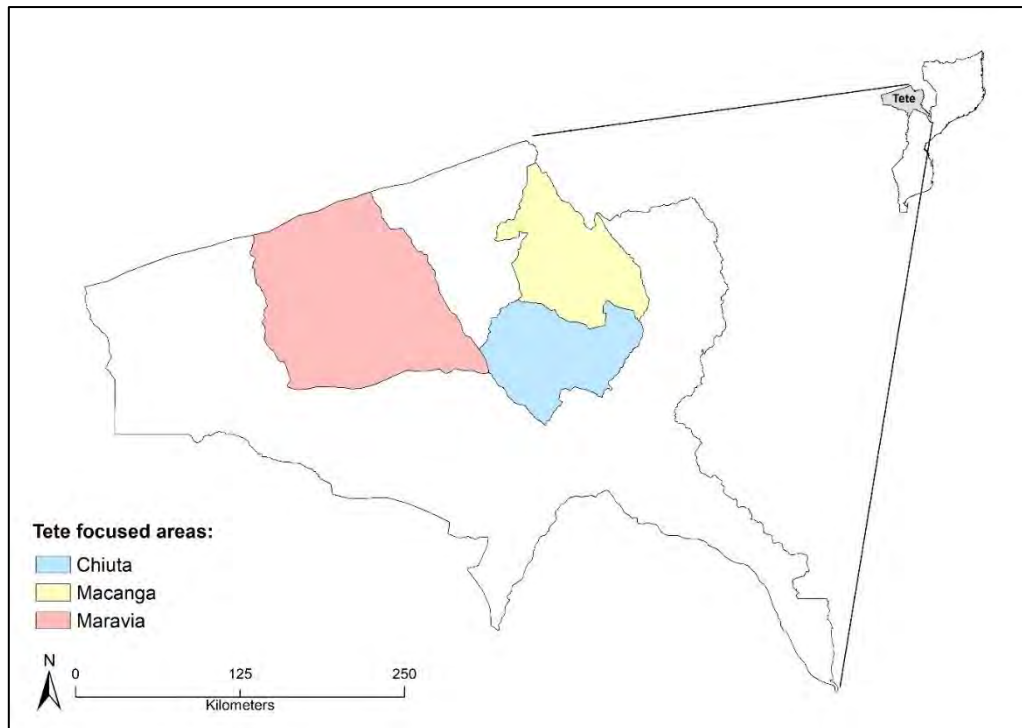 Tete
Tete focused areas:
Chiuta
Macanga
Maravia
N
0 125 250
Kilometers